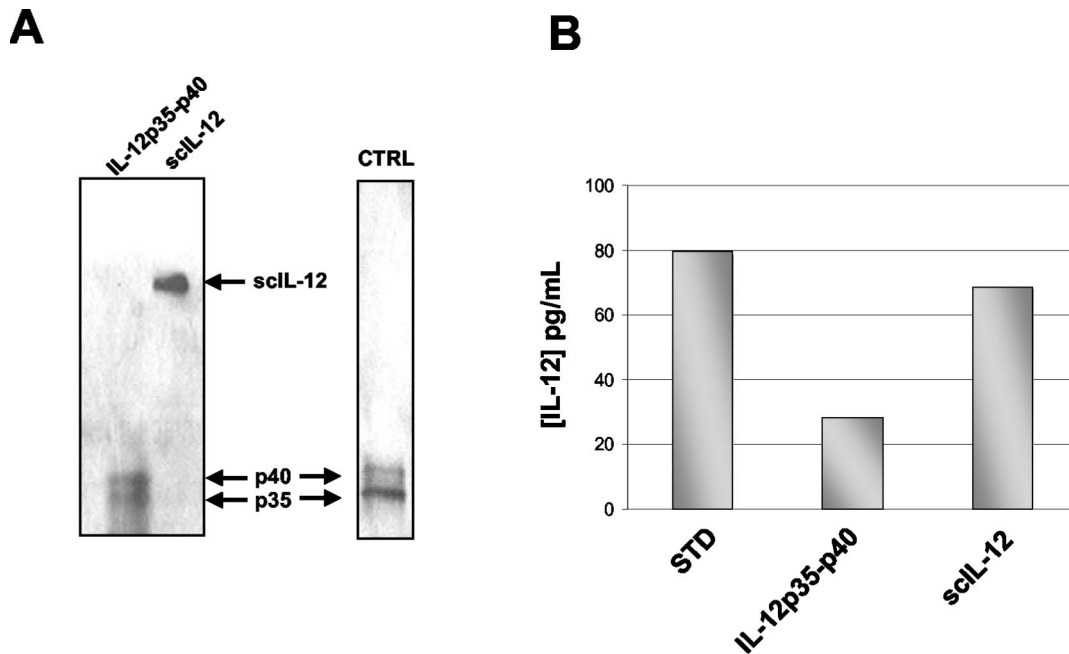 A
IL-12p35-p40
scIL-12
CTRL
scIL-12
p40
p35
B
[IL-12] pg/mL
100
80
60
40
20
0
STD
IL-12p35-p40
scIL-12